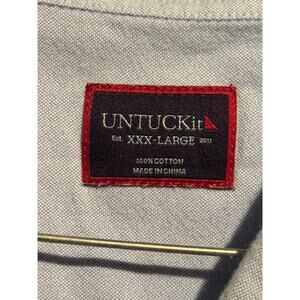 UNTUCKit
Est. XXX-LARGE 2011
100% COTTON
MADE IN CHINA